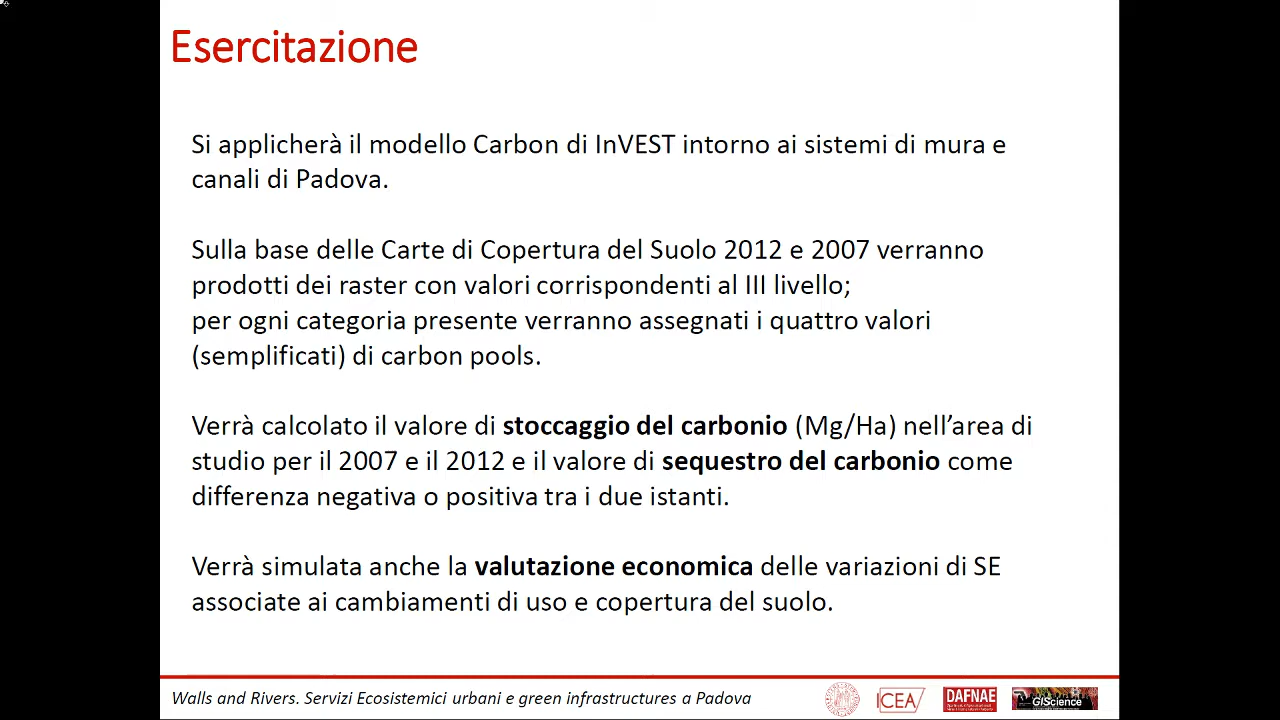 Esercitazione
Si applicherà il modello Carbon di InVEST intorno ai sistemi di mura e
canali di Padova.
Sulla base delle Carte di Copertura del Suolo 2012 e 2007 verranno
prodotti dei raster con valori corrispondenti al III livello;
per ogni categoria presente verranno assegnati i quattro valori
(semplificati) di carbon pools.
Verrà calcolato il valore di stoccaggio del carbonio (Mg/Ha) nell’area di
studio per il 2007 e il 2012 e il valore di sequestro del carbonio come
differenza negativa o positiva tra i due istanti.
Verrà simulata anche la valutazione economica delle variazioni di SE
associate ai cambiamenti di uso e copertura del suolo.
Walls and Rivers. Servizi Ecosistemici urbani e green infrastructures a Padova
ICEA
DAFNAE
GIScience